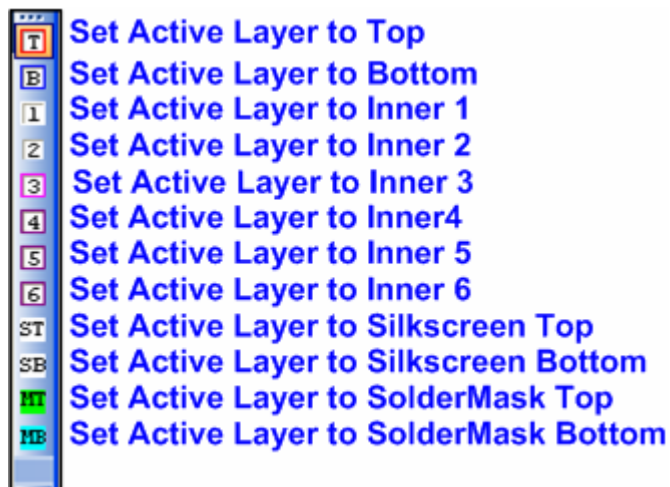 T Set Active Layer to Top
B Set Active Layer to Bottom
1 Set Active Layer to Inner 1
2 Set Active Layer to Inner 2
3 Set Active Layer to Inner 3
4 Set Active Layer to Inner4
5 Set Active Layer to Inner 5
6 Set Active Layer to Inner 6
ST Set Active Layer to Silkscreen Top
SB Set Active Layer to Silkscreen Bottom
MT Set Active Layer to SolderMask Top
MB Set Active Layer to SolderMask Bottom